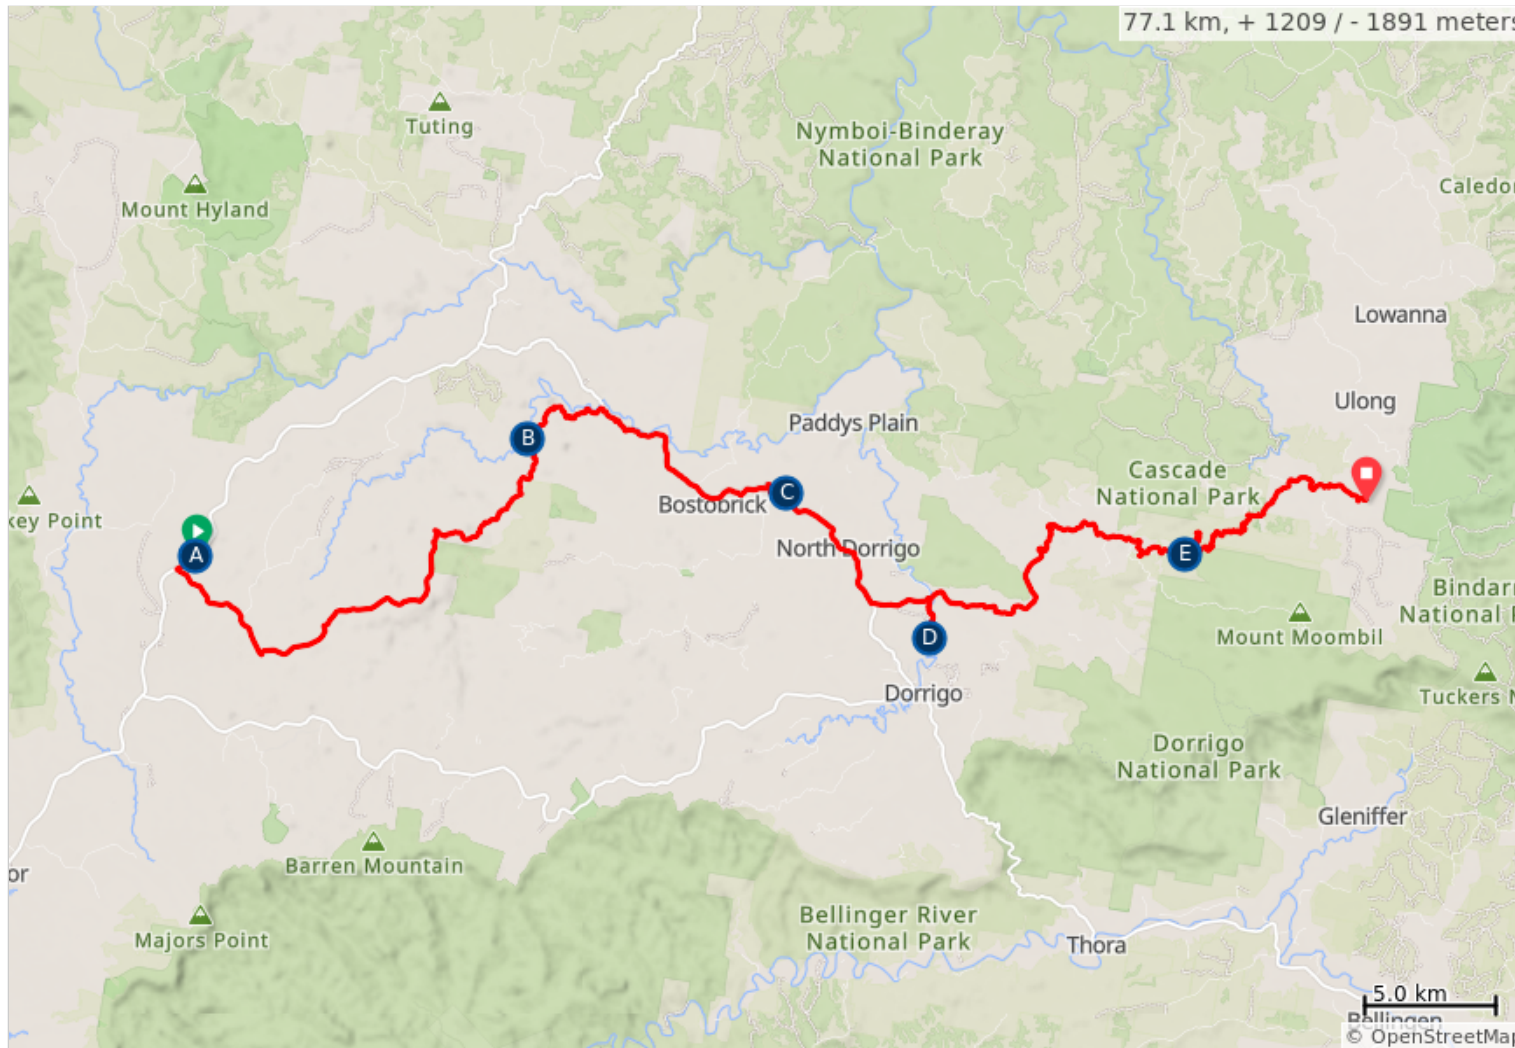 77.1 km, + 1209 / - 1891 meters
Tuting
Nymboi-Binderay
National Park
Mount Hyland
Caledo
Lowanna
Ulong
Paddys Plain
B
Cascade
National Park
key Point
Bostobrick
C
A
North Dorrigo
E
Bindar
National P
D
Mount Moombil
Dorrigo
Tuckers N
Dorrigo
National Park
Gleniffer
Barren Mountain
or
Bellinger River
National Park
Majors Point
Thora
5.0 km
Bellingen
© OpenStreetMap